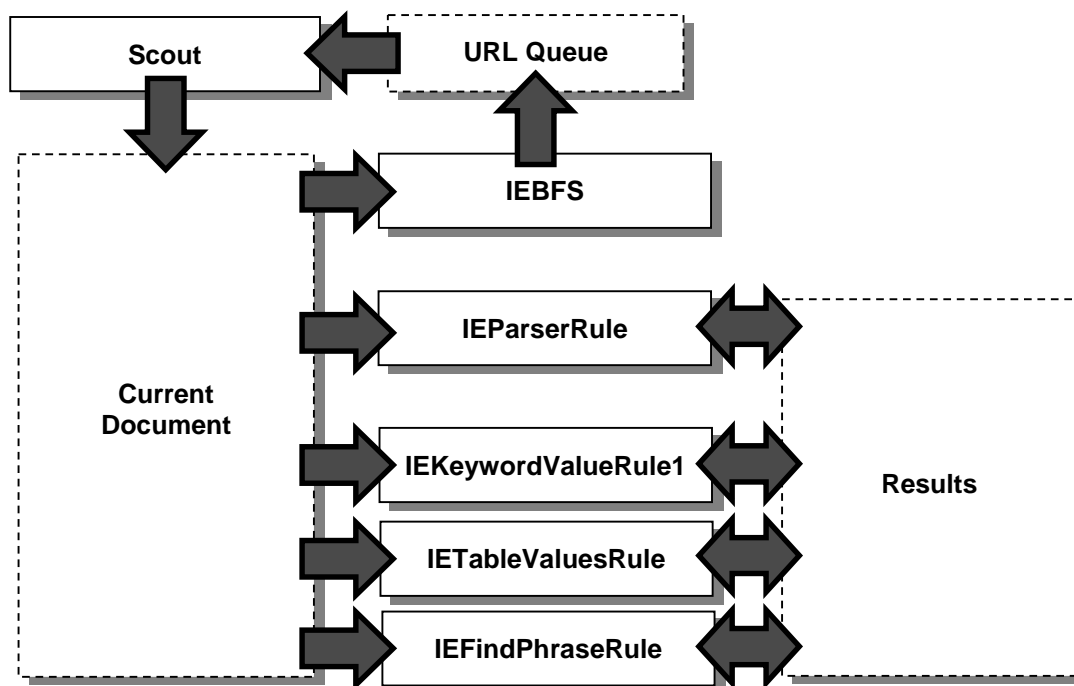 Scout
URL Queue
IEBFS
IEParserRule
Current
Document
IEKeywordValueRule1
Results
IETableValuesRule
IEFindPhraseRule